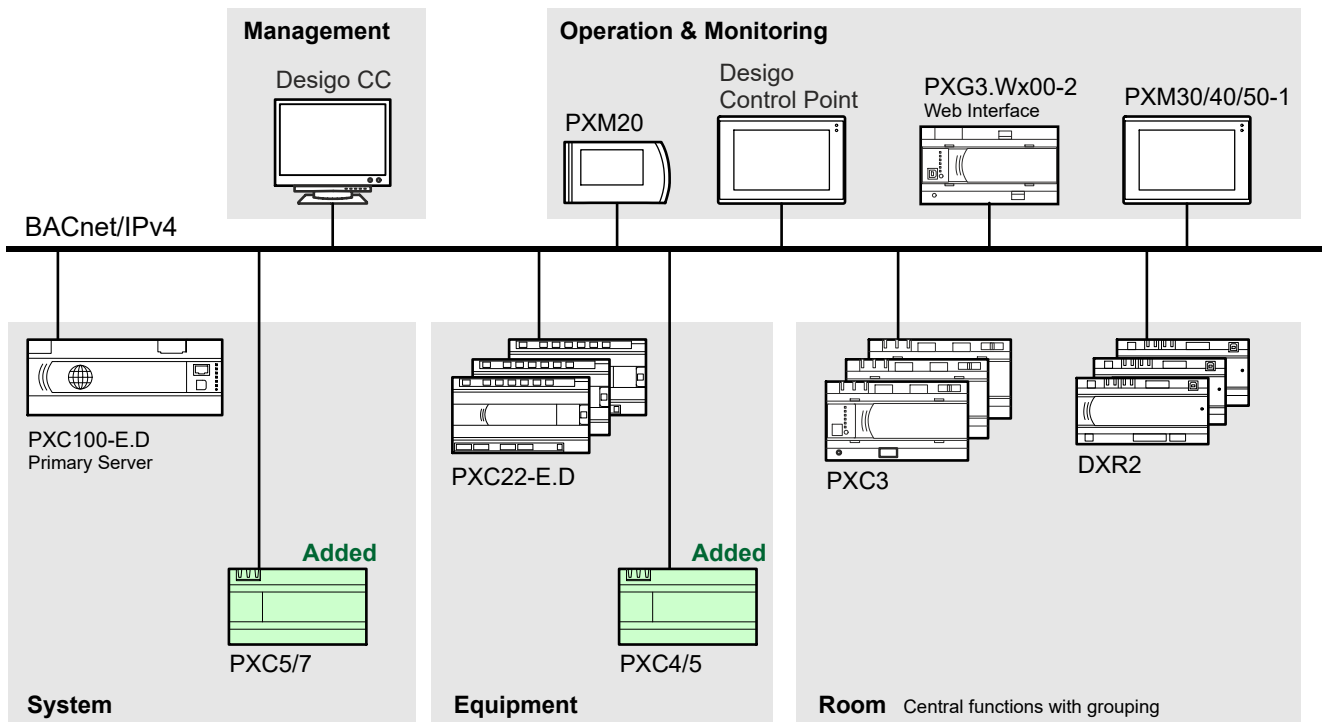 Management
Desigo CC
Operation & Monitoring
PXM20
Desigo
Control Point
PXG3.Wx00-2
Web Interface
PXM30/40/50-1
BACnet/IPv4
PXC100-E.D
Primary Server
Added
PXC5/7
System
PXC22-E.D
Added
PXC4/5
Equipment
PXC3
DXR2
Room Central functions with grouping